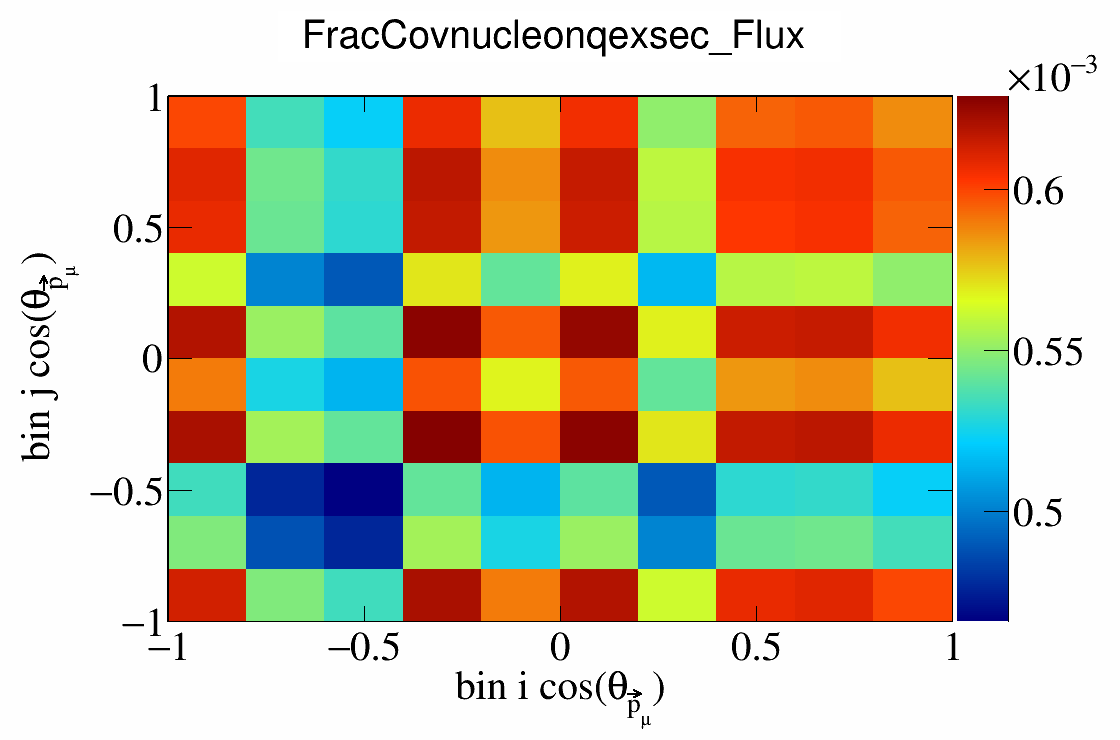 FracCovnucleonqexsec_Flux
×10⁻³
1
0.5
0
−0.5
−1
bin j cos(θ_p⃗_μ)
0.6
0.55
0.5
−1 −0.5 0 0.5 1
bin i cos(θ_p⃗_μ)